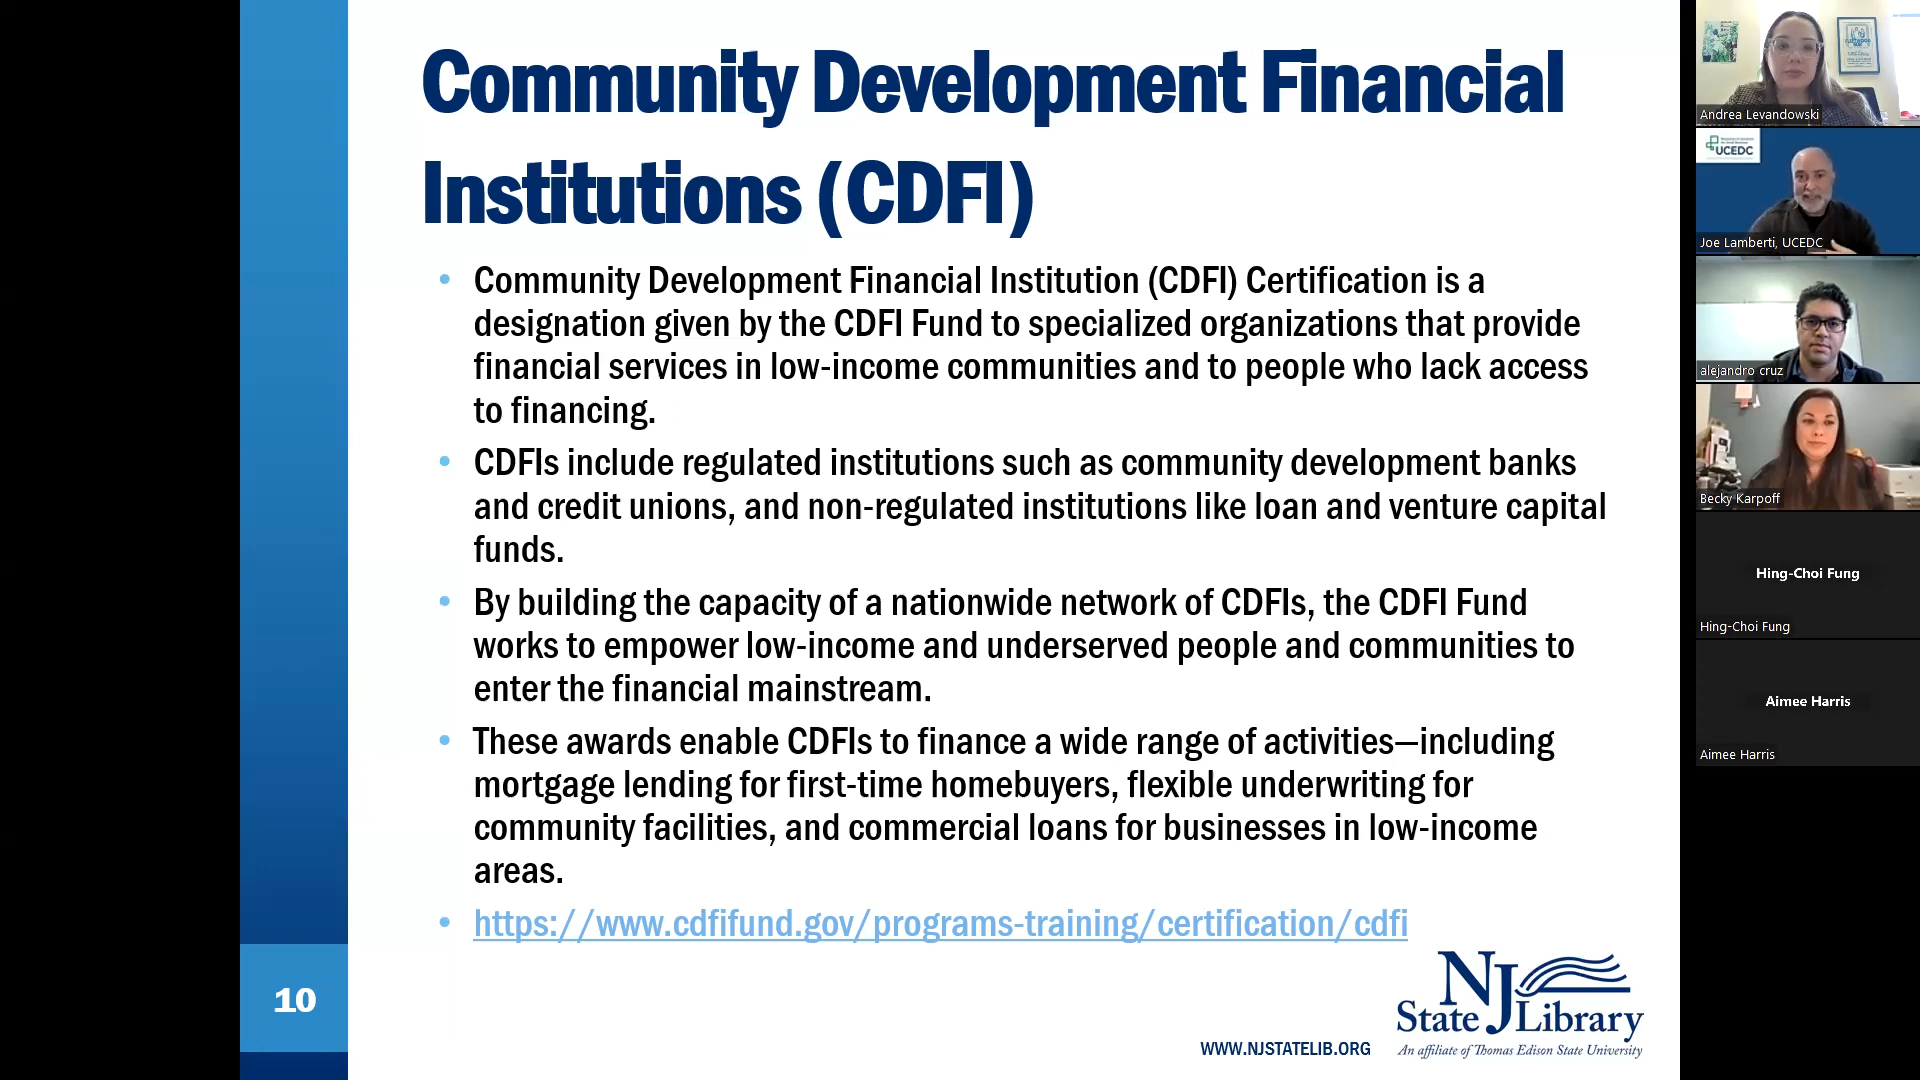 Community Development Financial
Institutions (CDFI)
• Community Development Financial Institution (CDFI) Certification is a
designation given by the CDFI Fund to specialized organizations that provide
financial services in low-income communities and to people who lack access
to financing.
• CDFIs include regulated institutions such as community development banks
and credit unions, and non-regulated institutions like loan and venture capital
funds.
• By building the capacity of a nationwide network of CDFIs, the CDFI Fund
works to empower low-income and underserved people and communities to
enter the financial mainstream.
• These awards enable CDFIs to finance a wide range of activities—including
mortgage lending for first-time homebuyers, flexible underwriting for
community facilities, and commercial loans for businesses in low-income
areas.
• https://www.cdfifund.gov/programs-training/certification/cdfi
10
WWW.NJSTATELIB.ORG
NJ
State Library
An affiliate of Thomas Edison State University
Andrea Levandowski
UCEDC
Joe Lamberti, UCEDC
alejandro cruz
Becky Karpoff
Hing-Choi Fung
Hing-Choi Fung
Aimee Harris
Aimee Harris